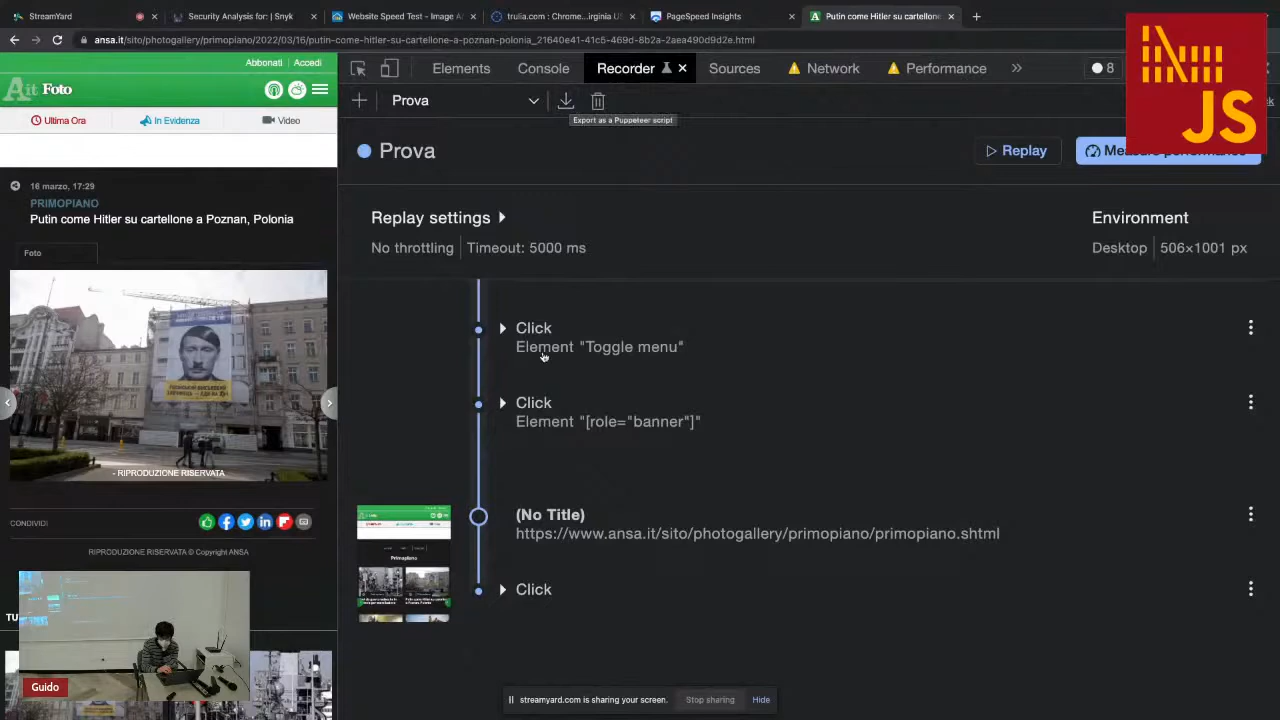 StreamYard
Security Analysis for: | Snyk
Website Speed Test - Image A
trulia.com : Chrome...irginia U
PageSpeed Insights
Putin come Hitler su cartellone
ansa.it/sito/photogallery/primopiano/2022/03/16/putin-come-hitler-su-cartellone-a-poznan-polonia_21640e41-41c5-469d-8b2a-2aea490d9d2e.html
Abbonati | Accedi
Ait Foto
Ultima Ora
In Evidenza
Video
16 marzo, 17:29
PRIMOPIANO
Putin come Hitler su cartellone a Poznan, Polonia
Foto
- RIPRODUZIONE RISERVATA
CONDIVIDI
RIPRODUZIONE RISERVATA © Copyright ANSA
TU
Guido
Elements
Console
Recorder
Sources
Network
Performance
8
Prova
Export as a Puppeteer script
Prova
Replay
Measure performance
Replay settings
No throttling
Timeout: 5000 ms
Environment
Desktop
506×1001 px
Click
Element "Toggle menu"
Click
Element "[role="banner"]"
(No Title)
https://www.ansa.it/sito/photogallery/primopiano/primopiano.shtml
Primopiano
Click
streamyard.com is sharing your screen.
Stop sharing
Hide
JS